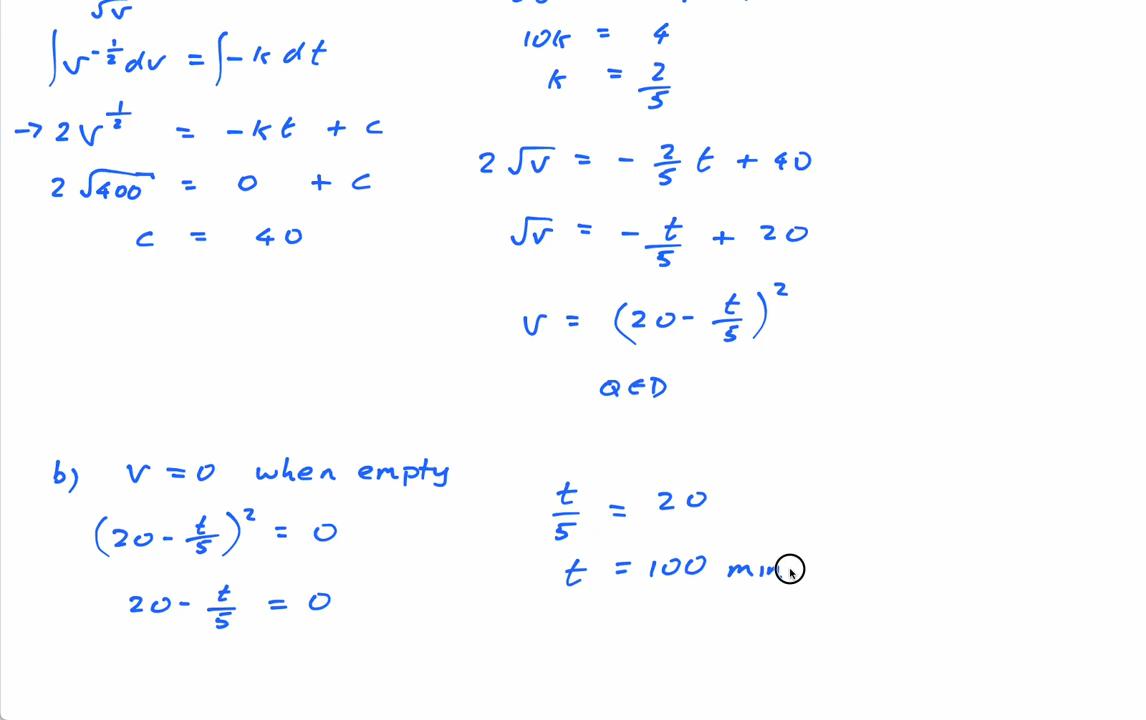 √v
∫ v^{-1/2} dv = ∫ -k dt
→ 2v^{1/2} = -kt + c
2√400 = 0 + c
c = 40
10k = 4
k = 2/5
2√v = - 2/5 t + 40
√v = - t/5 + 20
v = (20 - t/5)^2
QED
b) v = 0 when empty
(20 - t/5)^2 = 0
20 - t/5 = 0
t/5 = 20
t = 100 min